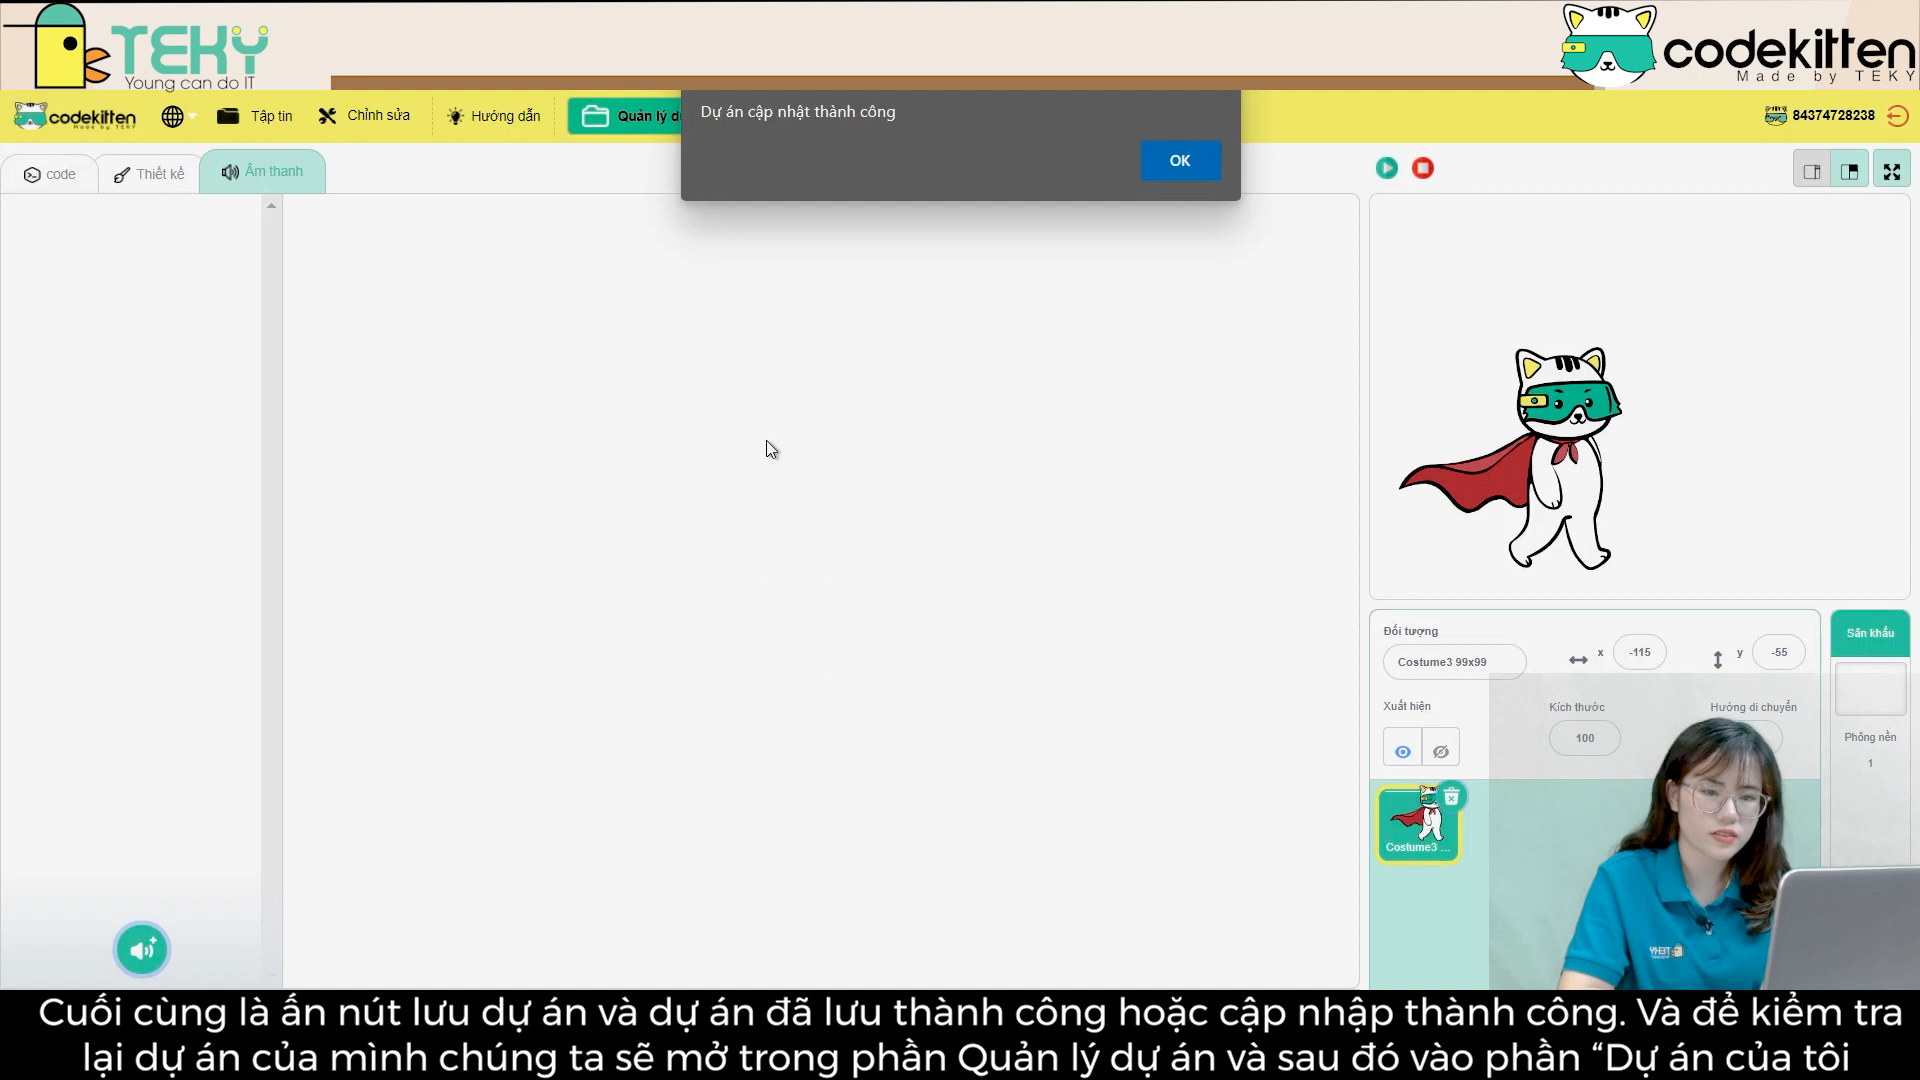 TEKY
Young can do IT
codekitten
Made by TEKY
codekitten
Made by TEKY
Tập tin
Chỉnh sửa
Hướng dẫn
Quản lý d
Dự án cập nhật thành công
OK
84374728238
code
Thiết kế
Âm thanh
Đối tượng
Costume3 99x99
x
-115
y
-55
Sân khấu
Xuất hiện
Kích thước
100
Hướng di chuyển
Phông nền
1
Costume3 ...
Cuối cùng là ấn nút lưu dự án và dự án đã lưu thành công hoặc cập nhập thành công. Và để kiểm tra
lại dự án của mình chúng ta sẽ mở trong phần Quản lý dự án và sau đó vào phần “Dự án của tôi